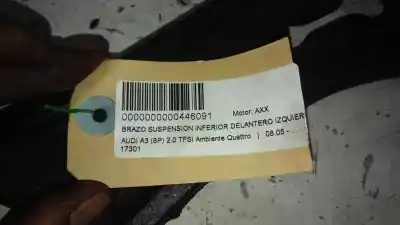 0000000000446091 Motor: AXX
BRAZO SUSPENSION INFERIOR DELANTERO IZQUIER
AUDI A3 (8P) 2.0 TFSI Ambiente Quattro | 08.05 - ...
17301